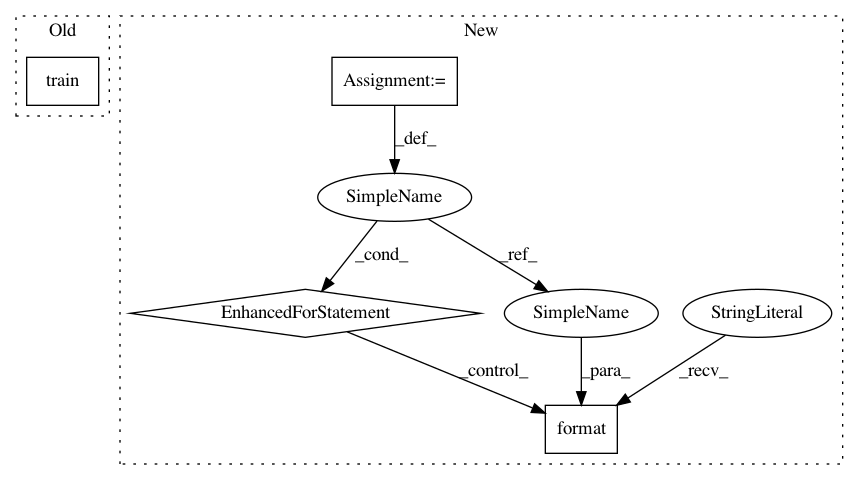 Old
New
train
Assignment:=
_def_
SimpleName
_cond_
_ref_
EnhancedForStatement
SimpleName
StringLiteral
_control_
_para_
_recv_
format